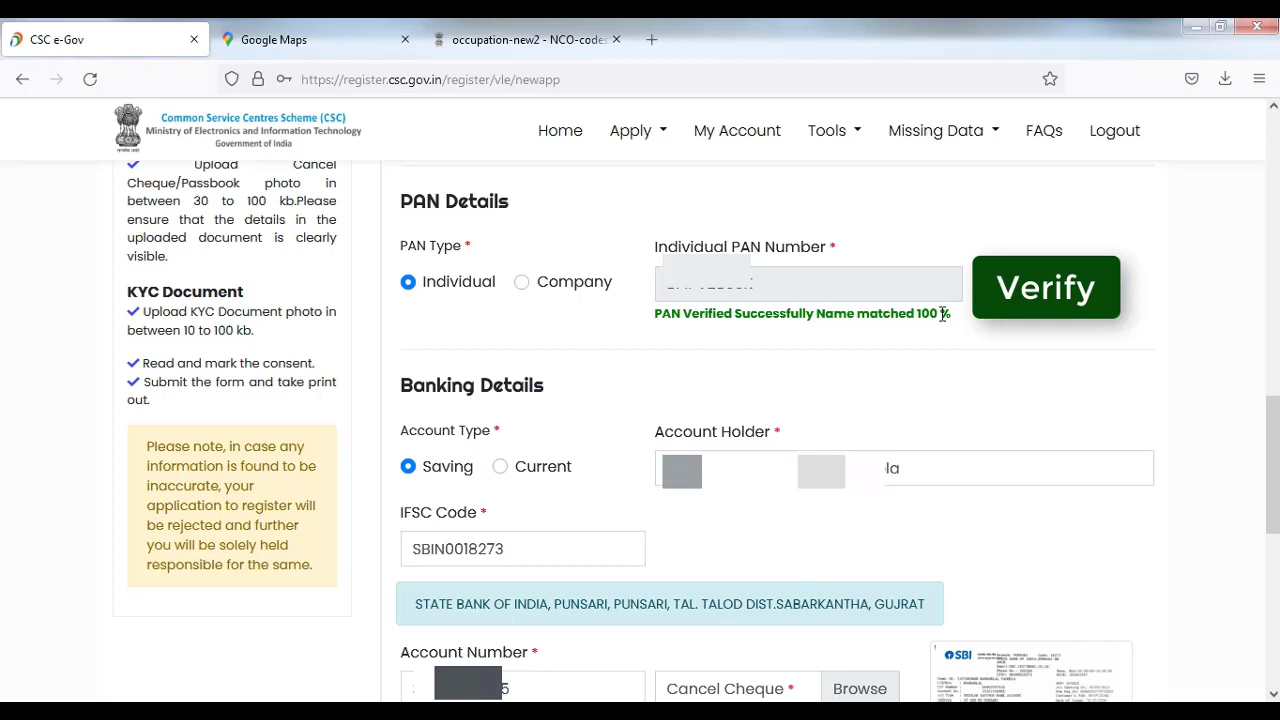 CSC e-Gov
Google Maps
occupation-new2 - NCO-codes
https://register.csc.gov.in/register/vle/newapp
Common Service Centres Scheme (CSC)
Ministry of Electronics and Information Technology
Government of India
Home
Apply
My Account
Tools
Missing Data
FAQs
Logout
Upload Cancel
Cheque/Passbook photo in
between 30 to 100 kb.Please
ensure that the details in the
uploaded document is clearly
visible.
KYC Document
Upload KYC Document photo in
between 10 to 100 kb.
Read and mark the consent.
Submit the form and take print
out.
Please note, in case any
information is found to be
inaccurate, your
application to register will
be rejected and further
you will be solely held
responsible for the same.
PAN Details
PAN Type *
Individual
Company
Individual PAN Number *
Verify
PAN Verified Successfully Name matched 100 %
Banking Details
Account Type *
Saving
Current
Account Holder *
la
IFSC Code *
SBIN0018273
STATE BANK OF INDIA, PUNSARI, PUNSARI, TAL. TALOD DIST.SABARKANTHA, GUJRAT
Account Number *
Cancel Cheque *
Browse
SBI